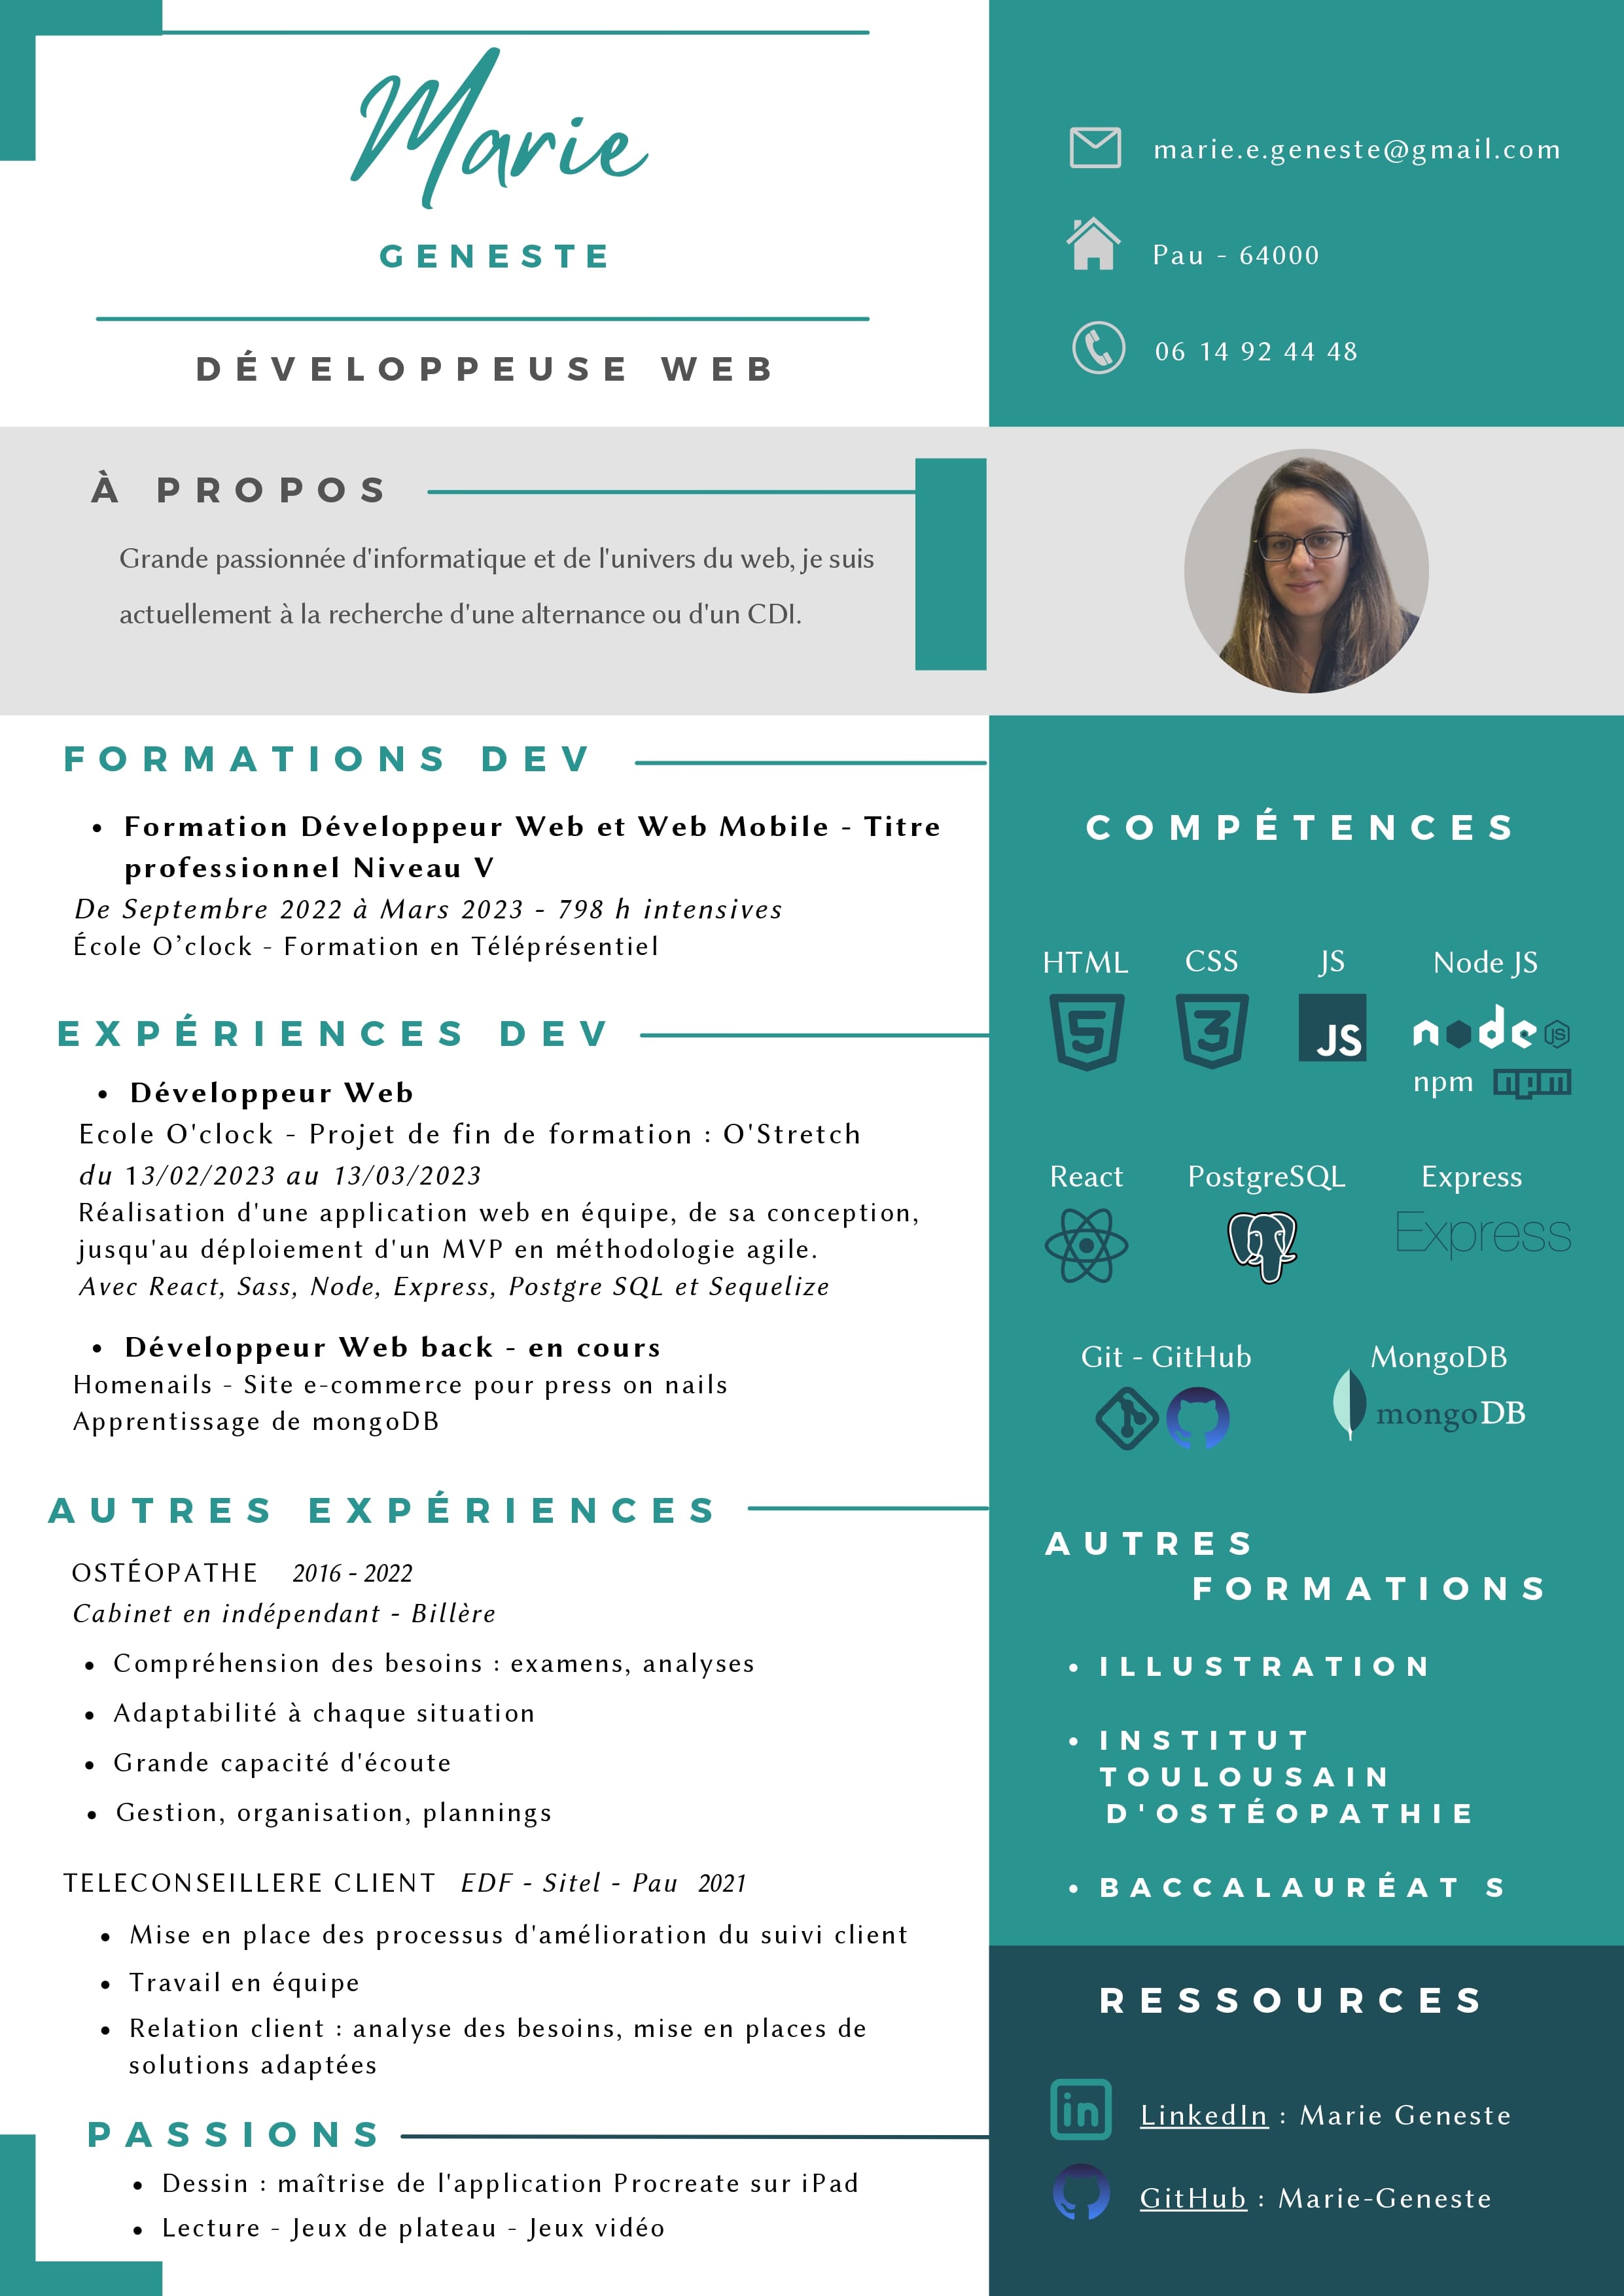 Marie
GENESTE
DÉVELOPPEUSE WEB
marie.e.geneste@gmail.com
Pau - 64000
06 14 92 44 48
À PROPOS
Grande passionnée d'informatique et de l'univers du web, je suis
actuellement à la recherche d'une alternance ou d'un CDI.
FORMATIONS DEV
• Formation Développeur Web et Web Mobile - Titre
professionnel Niveau V
De Septembre 2022 à Mars 2023 - 798 h intensives
École O’clock - Formation en Téléprésentiel
EXPÉRIENCES DEV
• Développeur Web
Ecole O'clock - Projet de fin de formation : O'Stretch
du 13/02/2023 au 13/03/2023
Réalisation d'une application web en équipe, de sa conception,
jusqu'au déploiement d'un MVP en méthodologie agile.
Avec React, Sass, Node, Express, Postgre SQL et Sequelize
• Développeur Web back - en cours
Homenails - Site e-commerce pour press on nails
Apprentissage de mongoDB
AUTRES EXPÉRIENCES
OSTÉOPATHE 2016 - 2022
Cabinet en indépendant - Billère
• Compréhension des besoins : examens, analyses
• Adaptabilité à chaque situation
• Grande capacité d'écoute
• Gestion, organisation, plannings
TELECONSEILLERE CLIENT EDF - Sitel - Pau 2021
• Mise en place des processus d'amélioration du suivi client
• Travail en équipe
• Relation client : analyse des besoins, mise en places de
solutions adaptées
PASSIONS
• Dessin : maîtrise de l'application Procreate sur iPad
• Lecture - Jeux de plateau - Jeux vidéo
COMPÉTENCES
HTML CSS JS Node JS
5 3 JS node JS
npm npm
React PostgreSQL Express
Express
Git - GitHub MongoDB
mongoDB
AUTRES
FORMATIONS
• ILLUSTRATION
• INSTITUT
TOULOUSAIN
D'OSTÉOPATHIE
• BACCALAURÉAT S
RESSOURCES
in LinkedIn : Marie Geneste
GitHub : Marie-Geneste